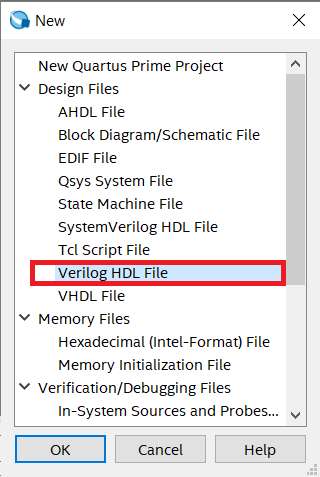 New
New Quartus Prime Project
Design Files
AHDL File
Block Diagram/Schematic File
EDIF File
Qsys System File
State Machine File
SystemVerilog HDL File
Tcl Script File
Verilog HDL File
VHDL File
Memory Files
Hexadecimal (Intel-Format) File
Memory Initialization File
Verification/Debugging Files
In-System Sources and Probes...
OK Cancel Help